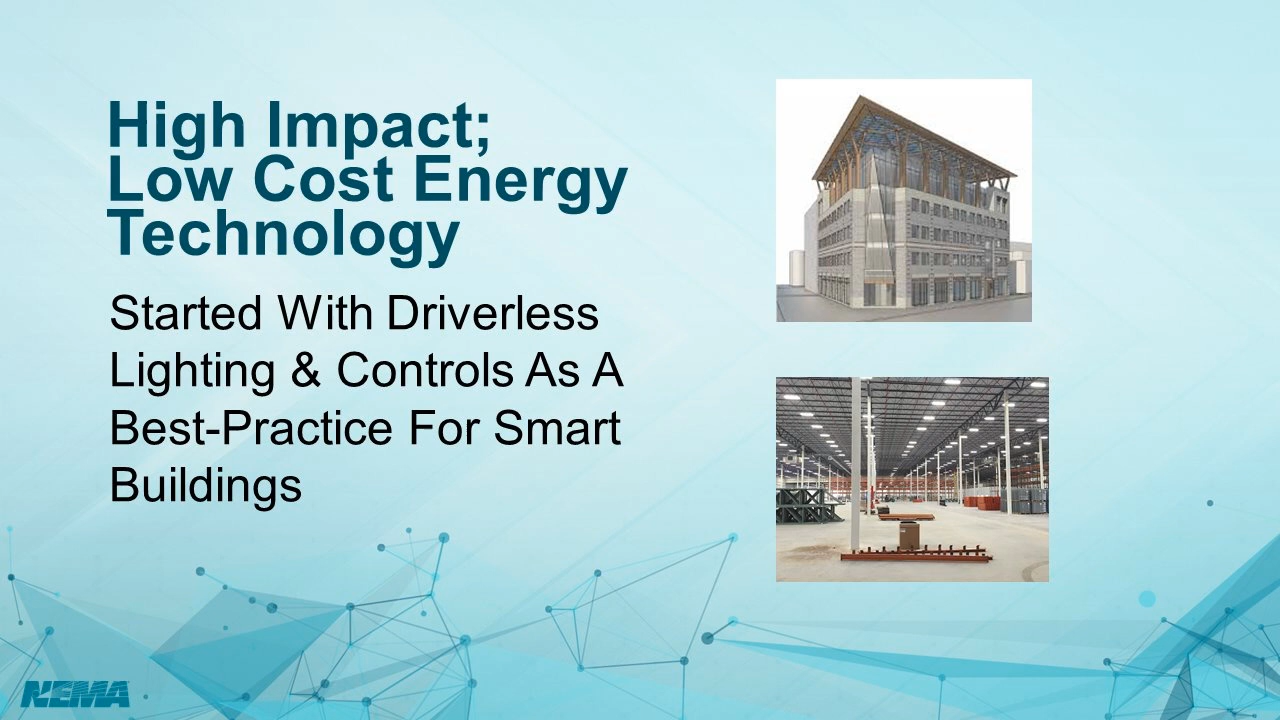 High Impact;
Low Cost Energy
Technology
Started With Driverless
Lighting & Controls As A
Best-Practice For Smart
Buildings
NEMA